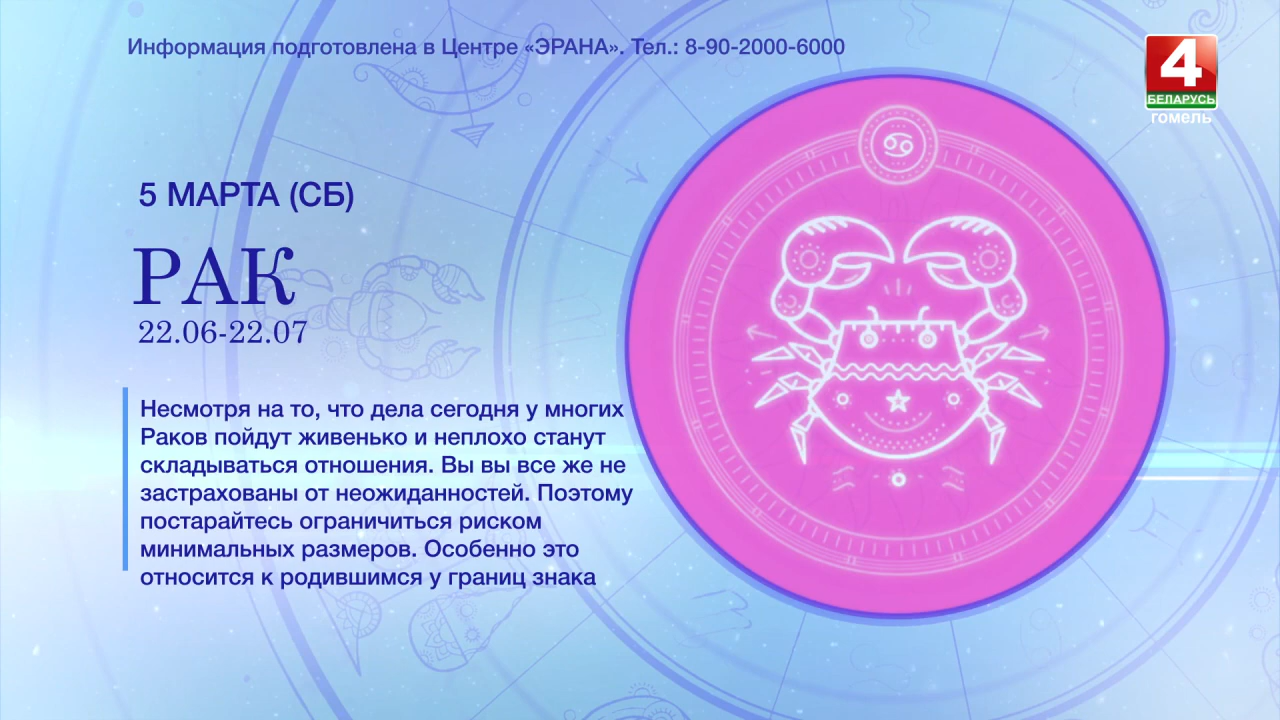 Информация подготовлена в Центре «ЭРАНА». Тел.: 8-90-2000-6000
4
БЕЛАРУСЬ
гомель
5 МАРТА (СБ)
РАК
22.06-22.07
Несмотря на то, что дела сегодня у многих
Раков пойдут живенько и неплохо станут
складываться отношения. Вы вы все же не
застрахованы от неожиданностей. Поэтому
постарайтесь ограничиться риском
минимальных размеров. Особенно это
относится к родившимся у границ знака